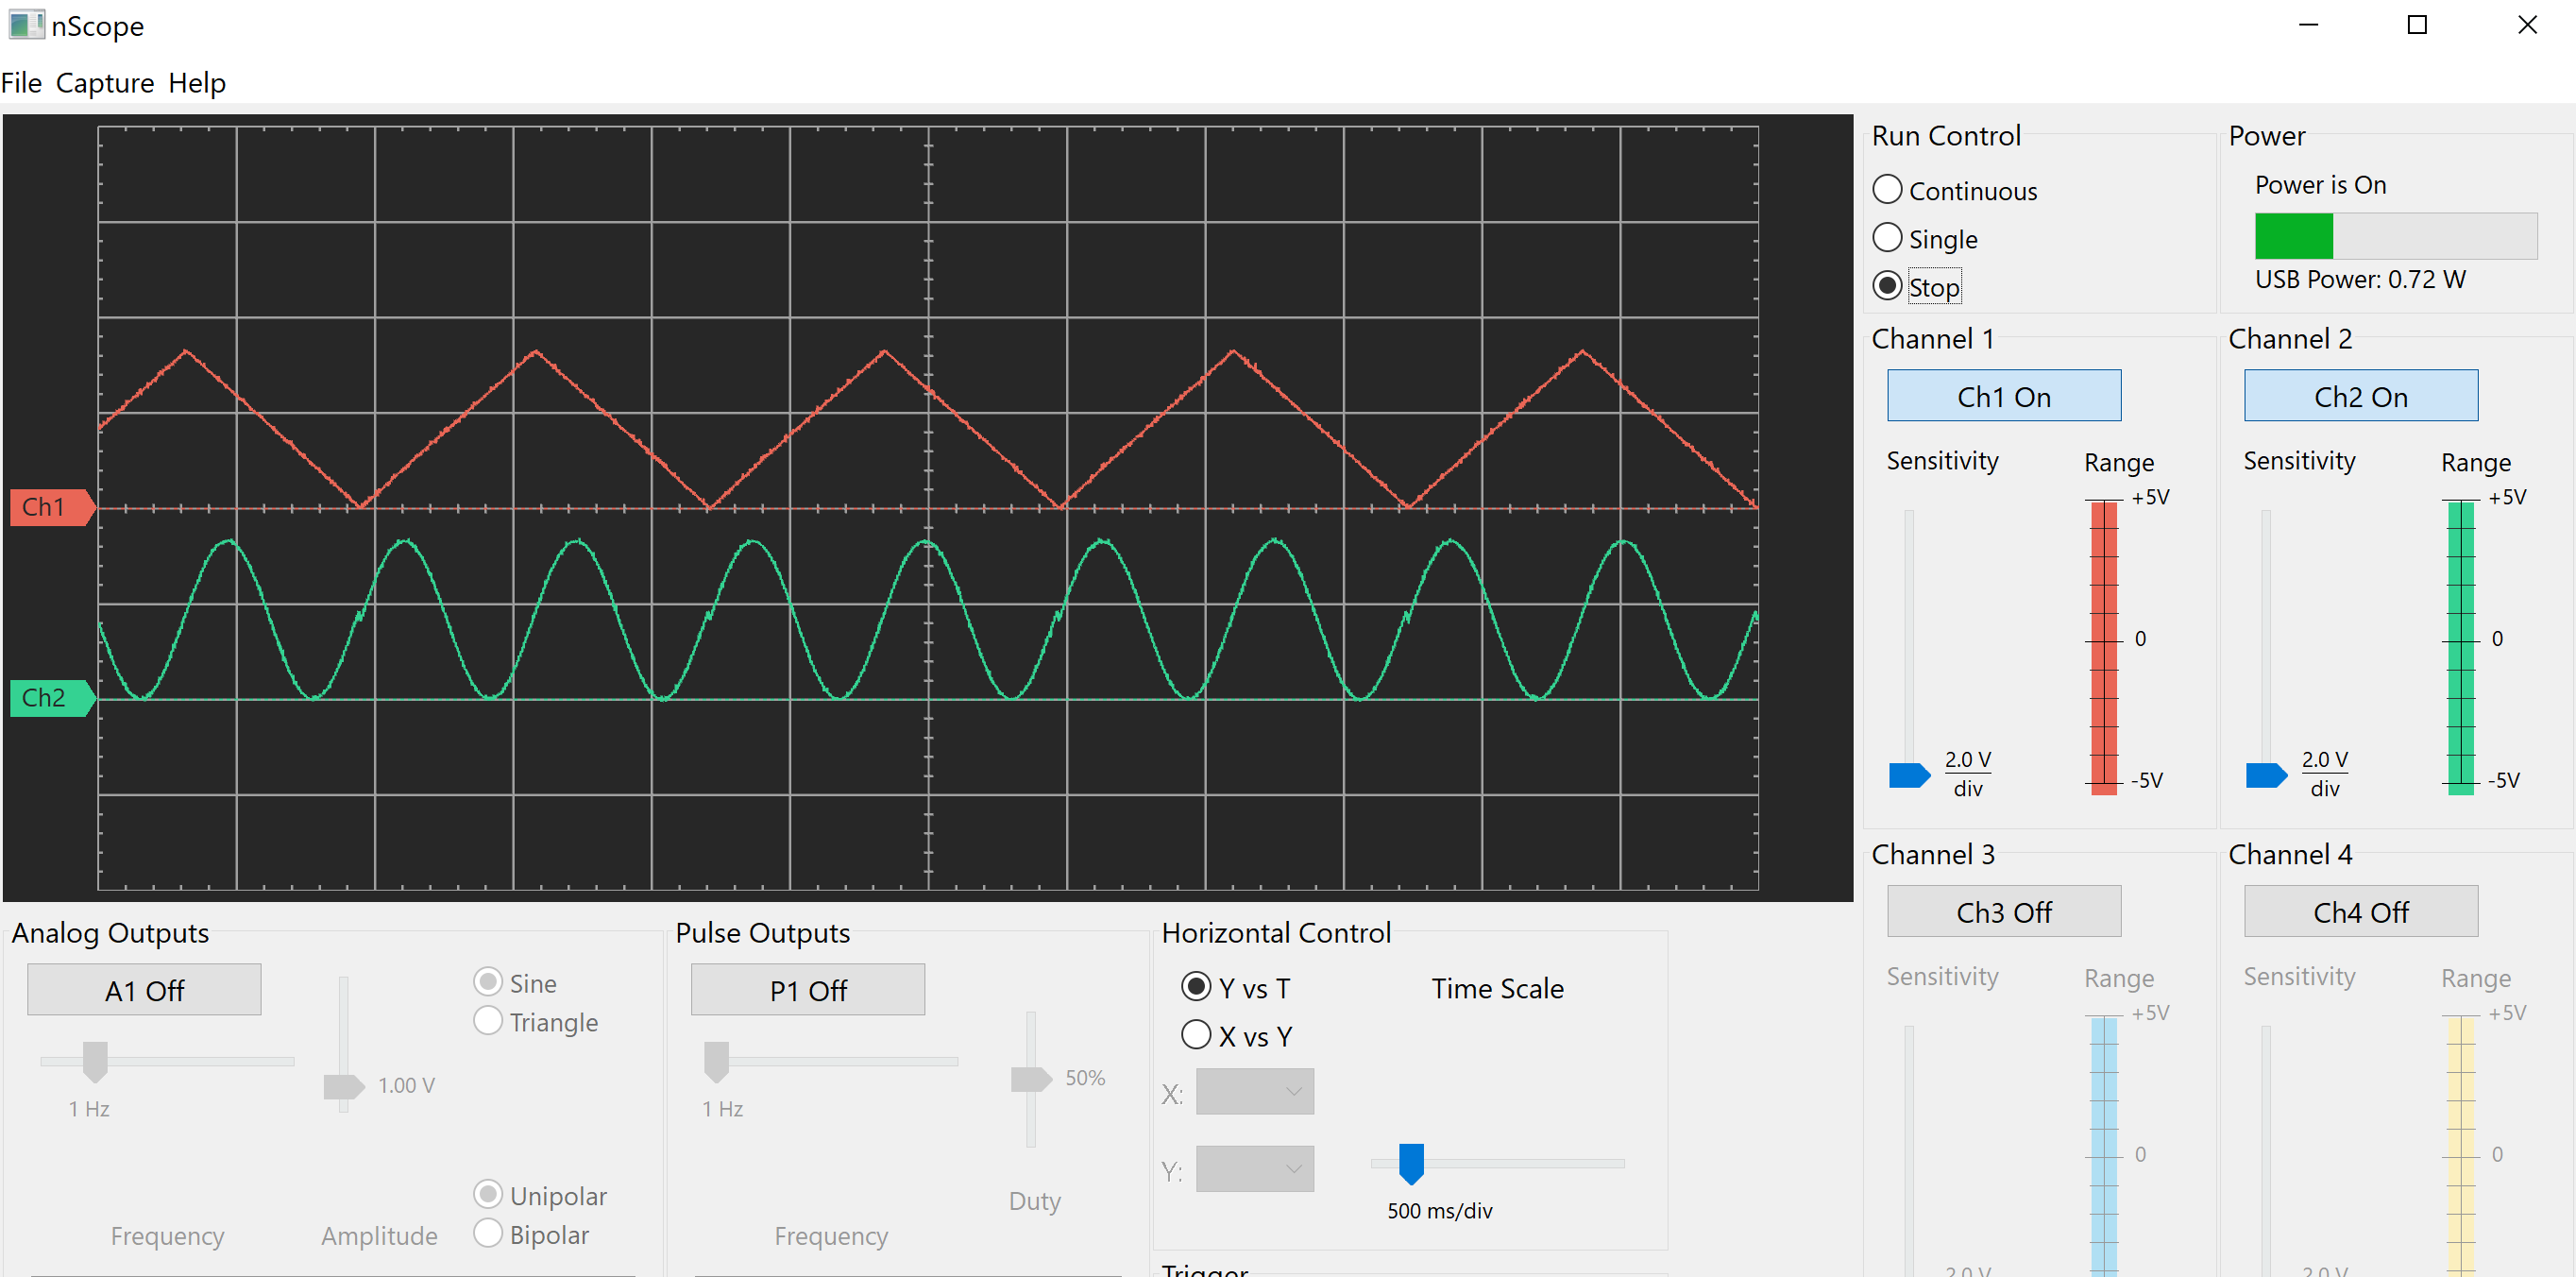 nScope
File Capture Help
Ch1
Ch2
Run Control
Continuous
Single
Stop
Power
Power is On
USB Power: 0.72 W
Channel 1
Ch1 On
Sensitivity
Range
+5V
0
-5V
2.0 V
div
Channel 2
Ch2 On
Sensitivity
Range
+5V
0
-5V
2.0 V
div
Channel 3
Ch3 Off
Sensitivity
Range
+5V
0
2.0 V
Channel 4
Ch4 Off
Sensitivity
Range
+5V
0
2.0 V
Analog Outputs
A1 Off
1 Hz
Frequency
1.00 V
Amplitude
Sine
Triangle
Unipolar
Bipolar
Pulse Outputs
P1 Off
1 Hz
Frequency
50%
Duty
Horizontal Control
Y vs T
X vs Y
X:
Y:
Time Scale
500 ms/div
Trigger